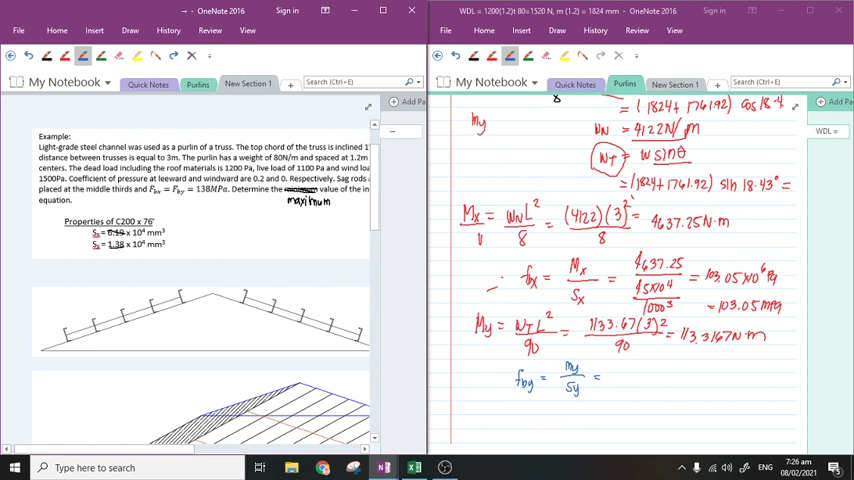 → - OneNote 2016
Sign in
File Home Insert Draw History Review View
My Notebook
Quick Notes Purlins New Section 1
Search (Ctrl+E)
Add Pa
→
Example:
Light-grade steel channel was used as a purlin of a truss. The top chord of the truss is inclined 1
distance between trusses is equal to 3m. The purlin has a weight of 80N/m and spaced at 1.2m
centers. The dead load including the roof materials is 1200 Pa, live load of 1100 Pa and wind loa
1500Pa. Coefficient of pressure at leeward and windward are 0.2 and 0. Respectively. Sag rods a
placed at the middle thirds and Fbx = Fby = 138MPa. Determine the minimum value of the in
equation.
maximum
Properties of C200 x 76'
Sx = 6.19 x 10⁴ mm³
Sy = 1.38 x 10⁴ mm³
WDL = 1200(1.2)t 80=1520 N, m (1.2) = 1824 mm - OneNote 2016
Sign in
File Home Insert Draw History Review View
My Notebook
Quick Notes Purlins New Section 1
Search (Ctrl+E)
Add Pa
WDL =
8
= (1824+1761.92) cos 18.4
My
WN = 4122N/m
WT = W sinθ
= (1824+1761.92) sin 18.43° =
Mx = WNL²/8 = (4122)(3)²/8 = 4637.25N·m
fbx = Mx/Sx = 4637.25/(45x10⁴/1000³) = 103.05x10⁶ Pa
= 103.05 mpa
My = WTL²/90 = 1133.67(3)²/90 = 113.3167N·m
fby = My/Sy =
Type here to search
ENG
7:26 am
08/02/2021